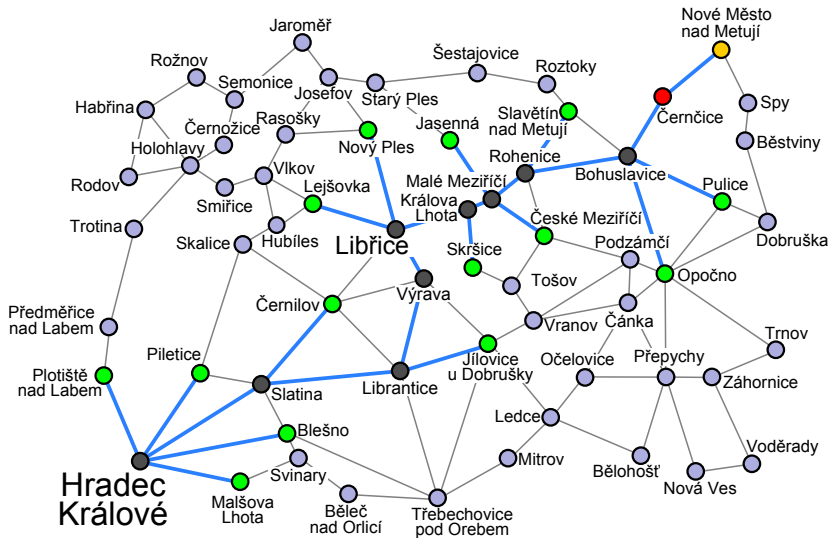 Nové Město
nad Metují
Jaroměř
Šestajovice
Roztoky
Rožnov
Semonice
Josefov
Starý Ples
Habřina
Spy
Černčice
Slavětín
nad Metují
Jasenná
Rasošky
Černožice
Nový Ples
Běstviny
Holohlavy
Rohenice
Vlkov
Bohuslavice
Malé Meziříčí
Rodov
Lejšovka
Pulice
Králova
Lhota
Smiřice
České Meziříčí
Trotina
Hubíles
Libřice
Dobruška
Skalice
Podzámčí
Skršice
Opočno
Tošov
Výrava
Černilov
Předměřice
nad Labem
Vranov
Čánka
Trnov
Piletice
Jílovice
u Dobrušky
Očelovice
Přepychy
Plotiště
nad Labem
Slatina
Librantice
Záhornice
Blešno
Ledce
Voděrady
Mitrov
Svinary
Bělohošť
Nová Ves
Hradec
Králové
Malšova
Lhota
Běleč
nad Orlicí
Třebechovice
pod Orebem